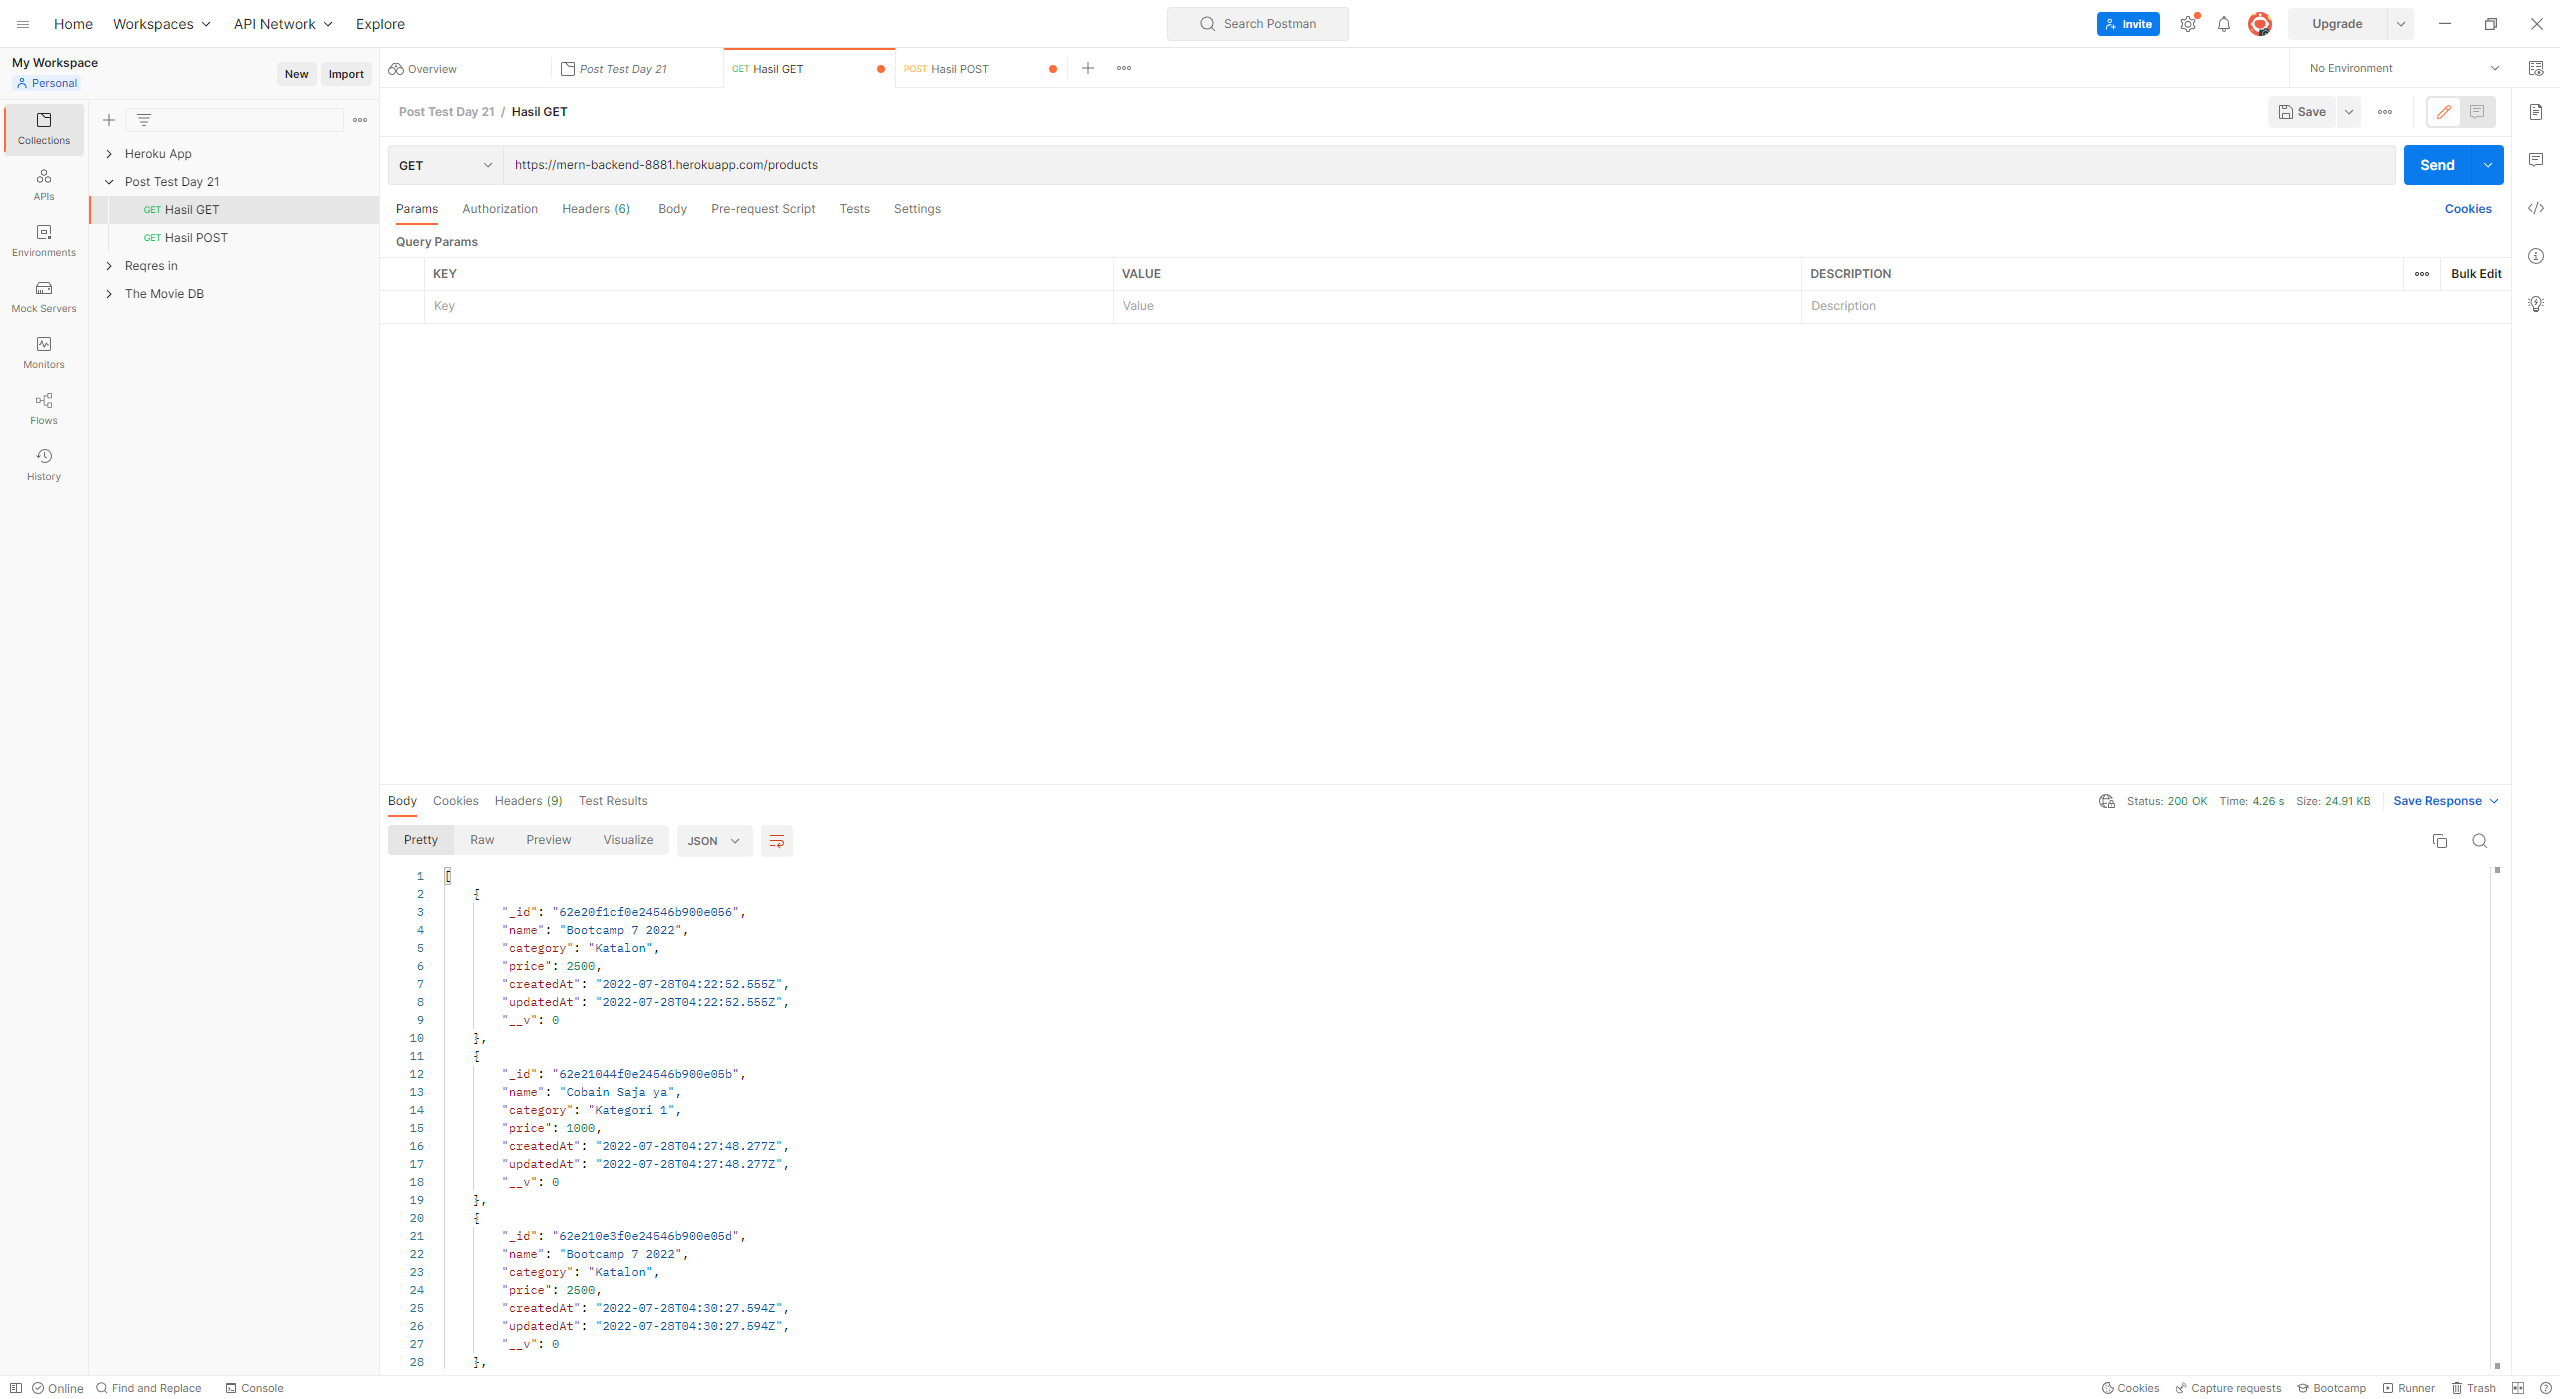 Home Workspaces API Network Explore Search Postman Invite Upgrade
My Workspace
Personal
New Import
Overview Post Test Day 21 GET Hasil GET POST Hasil POST No Environment
Collections
APIs
Environments
Mock Servers
Monitors
Flows
History
Heroku App
Post Test Day 21
GET Hasil GET
GET Hasil POST
Reqres in
The Movie DB
Post Test Day 21 / Hasil GET Save
GET https://mern-backend-8881.herokuapp.com/products Send
Params Authorization Headers (6) Body Pre-request Script Tests Settings Cookies
Query Params
KEY VALUE DESCRIPTION Bulk Edit
Key Value Description
Body Cookies Headers (9) Test Results Status: 200 OK Time: 4.26 s Size: 24.91 KB Save Response
Pretty Raw Preview Visualize JSON
1 [
2 {
3 "_id": "62e20f1cf0e24546b900e056",
4 "name": "Bootcamp 7 2022",
5 "category": "Katalon",
6 "price": 2500,
7 "createdAt": "2022-07-28T04:22:52.555Z",
8 "updatedAt": "2022-07-28T04:22:52.555Z",
9 "__v": 0
10 },
11 {
12 "_id": "62e21044f0e24546b900e05b",
13 "name": "Cobain Saja ya",
14 "category": "Kategori 1",
15 "price": 1000,
16 "createdAt": "2022-07-28T04:27:48.277Z",
17 "updatedAt": "2022-07-28T04:27:48.277Z",
18 "__v": 0
19 },
20 {
21 "_id": "62e210e3f0e24546b900e05d",
22 "name": "Bootcamp 7 2022",
23 "category": "Katalon",
24 "price": 2500,
25 "createdAt": "2022-07-28T04:30:27.594Z",
26 "updatedAt": "2022-07-28T04:30:27.594Z",
27 "__v": 0
28 },
Online Find and Replace Console Cookies Capture requests Bootcamp Runner Trash